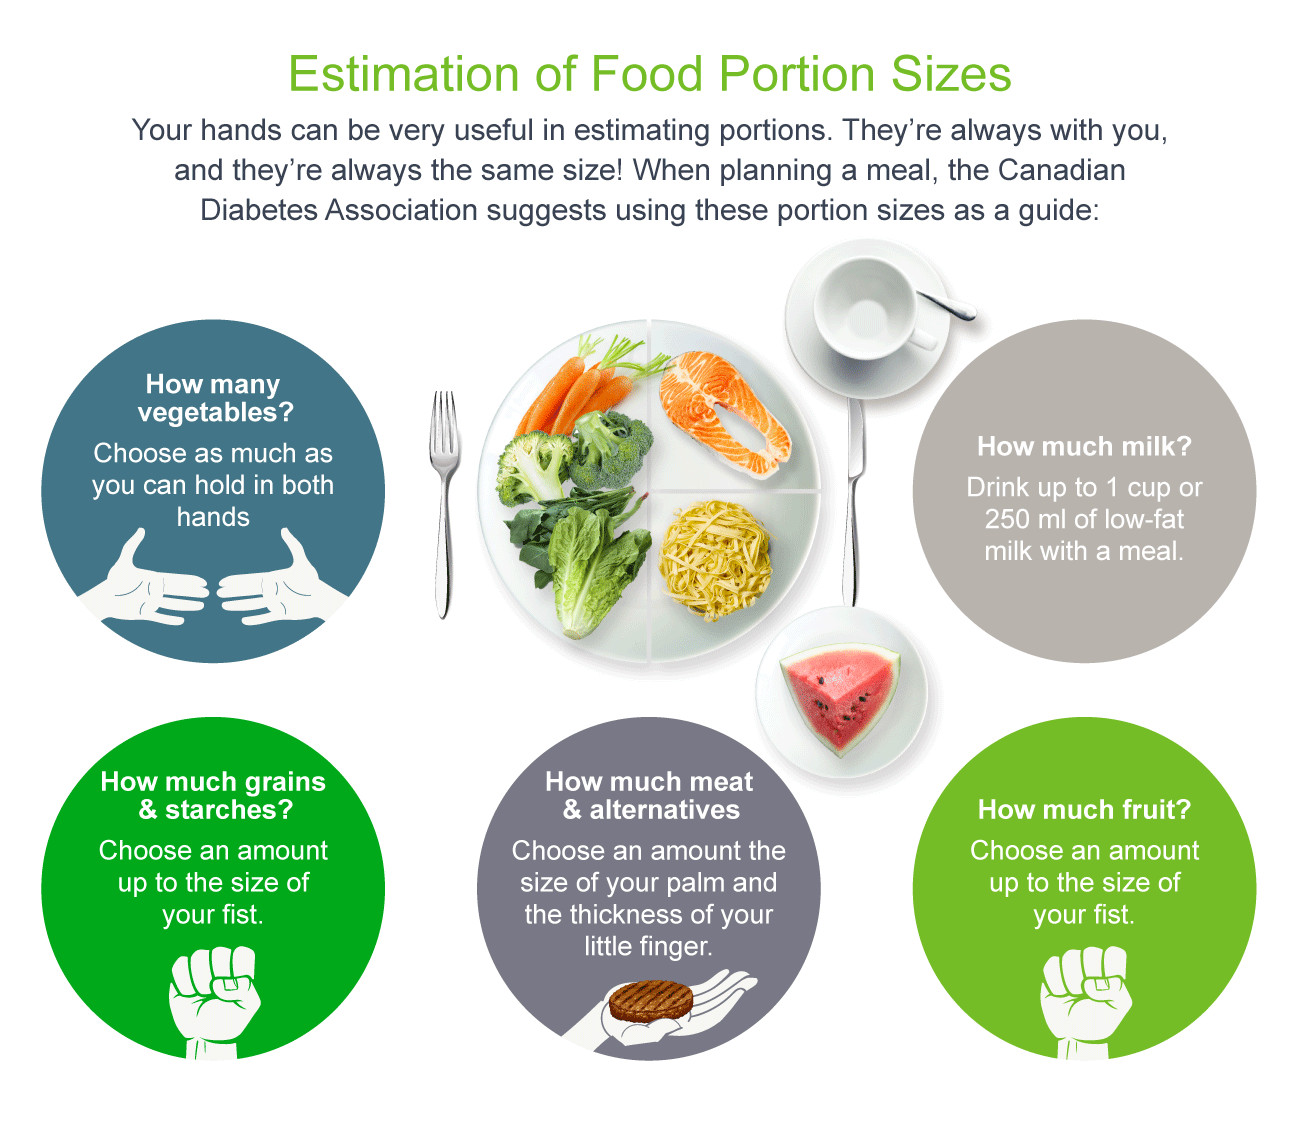 Estimation of Food Portion Sizes
Your hands can be very useful in estimating portions. They’re always with you,
and they’re always the same size! When planning a meal, the Canadian
Diabetes Association suggests using these portion sizes as a guide:
How many
vegetables?
Choose as much as
you can hold in both
hands
How much milk?
Drink up to 1 cup or
250 ml of low-fat
milk with a meal.
How much grains
& starches?
Choose an amount
up to the size of
your fist.
How much meat
& alternatives
Choose an amount the
size of your palm and
the thickness of your
little finger.
How much fruit?
Choose an amount
up to the size of
your fist.